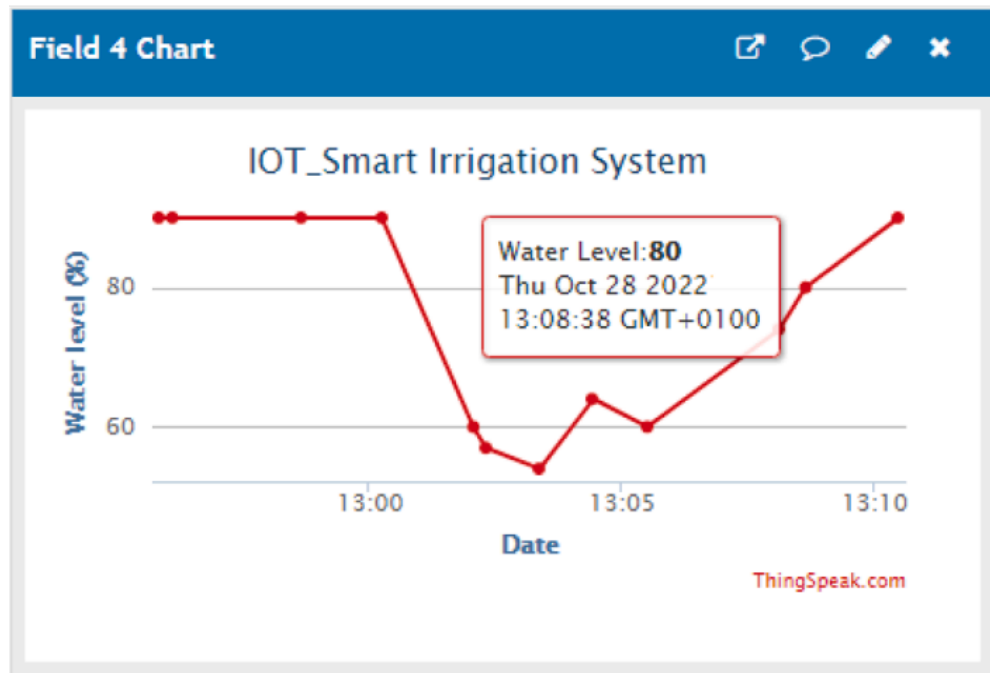 Field 4 Chart
IOT_Smart Irrigation System
Water level (%)
80
60
Water Level:80
Thu Oct 28 2022
13:08:38 GMT+0100
13:00
13:05
13:10
Date
ThingSpeak.com